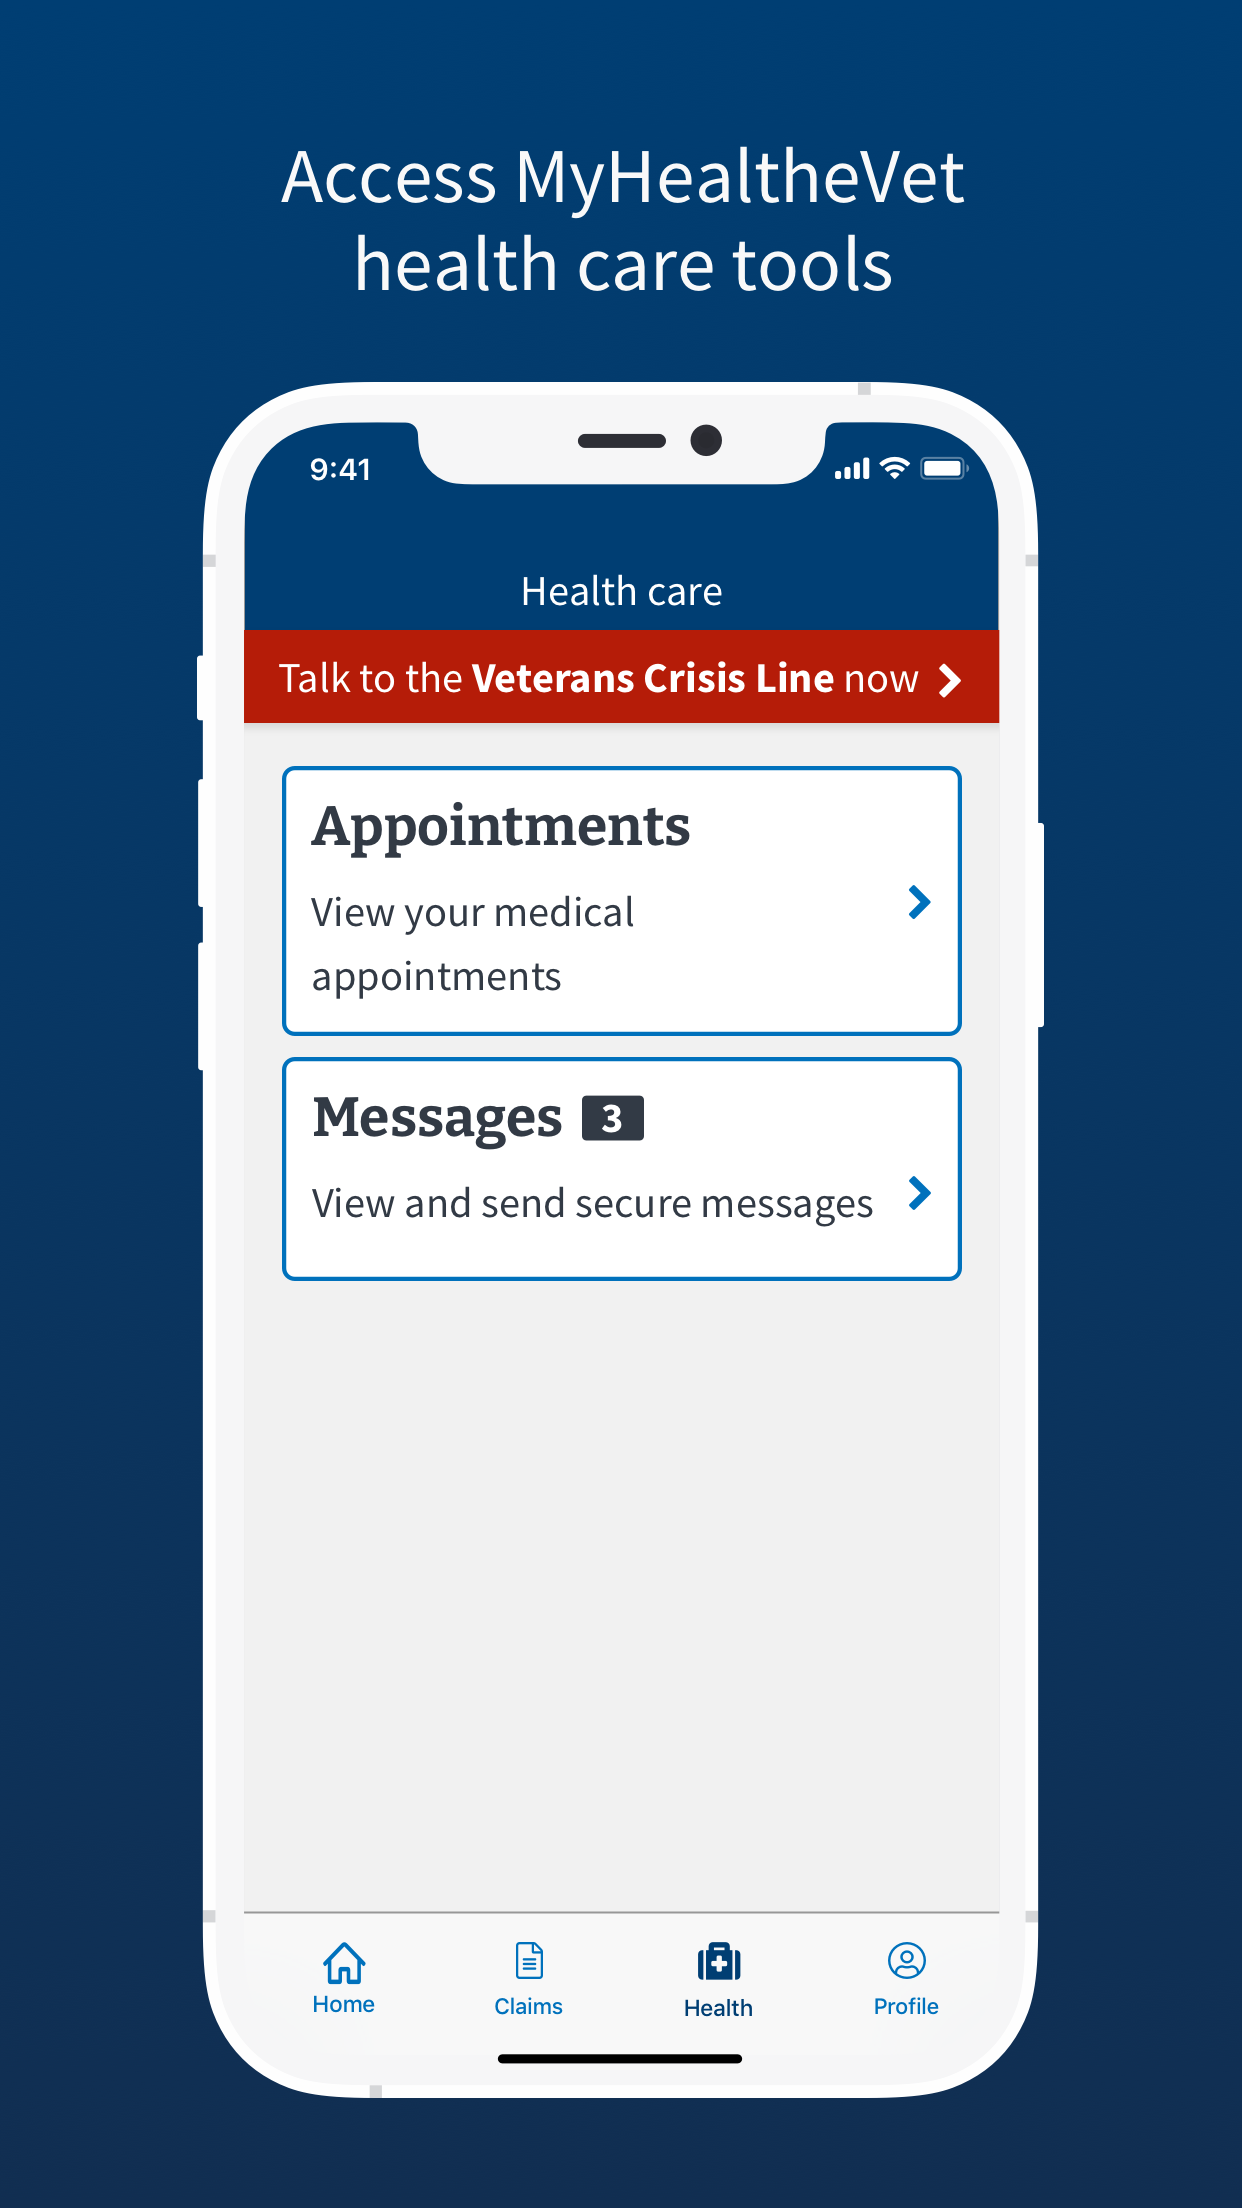 Access MyHealtheVet
health care tools
9:41
Health care
Talk to the Veterans Crisis Line now
Appointments
View your medical
appointments
Messages 3
View and send secure messages
Home Claims Health Profile